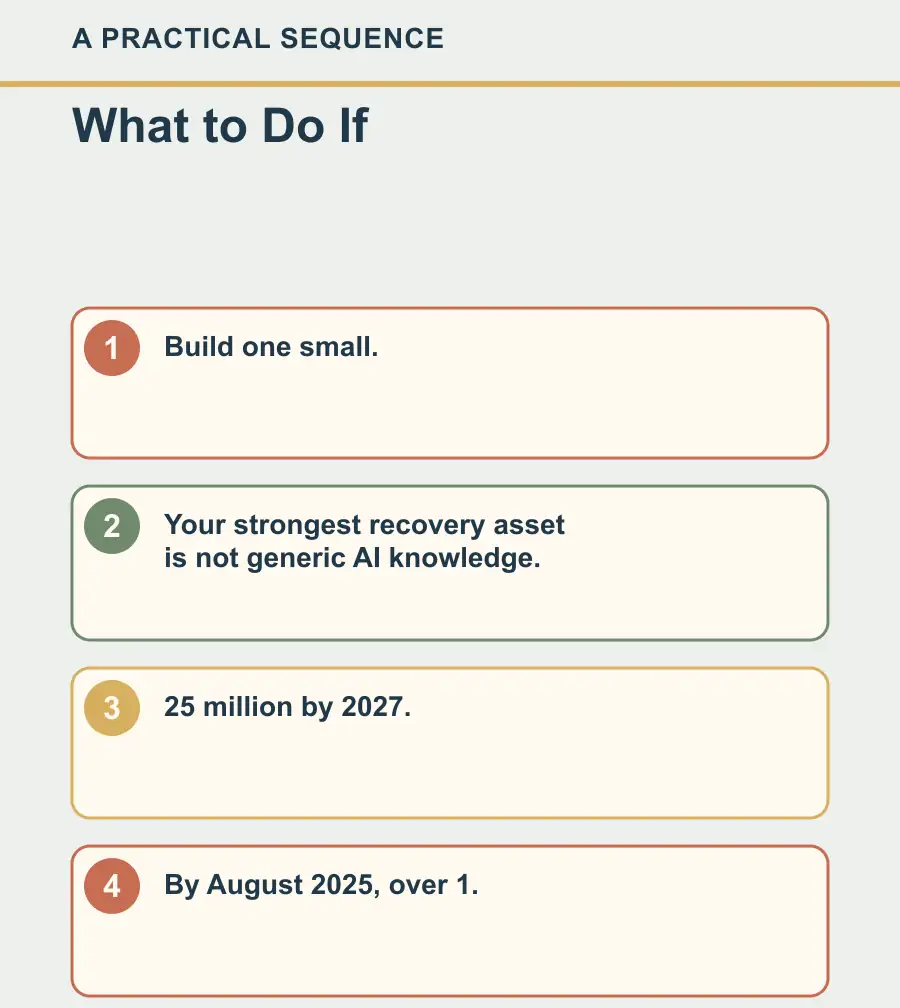 A PRACTICAL SEQUENCE
What to Do If
1
Build one small.
2
Your strongest recovery asset
is not generic AI knowledge.
3
25 million by 2027.
4
By August 2025, over 1.